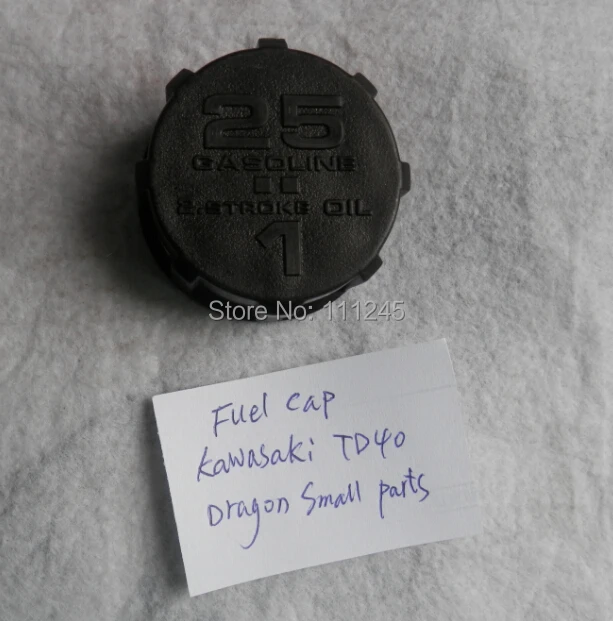 25
GASOLINE
::
2-STROKE OIL
1
Store No: 111245
Fuel cap
Kawasaki TD40
Dragon Small parts